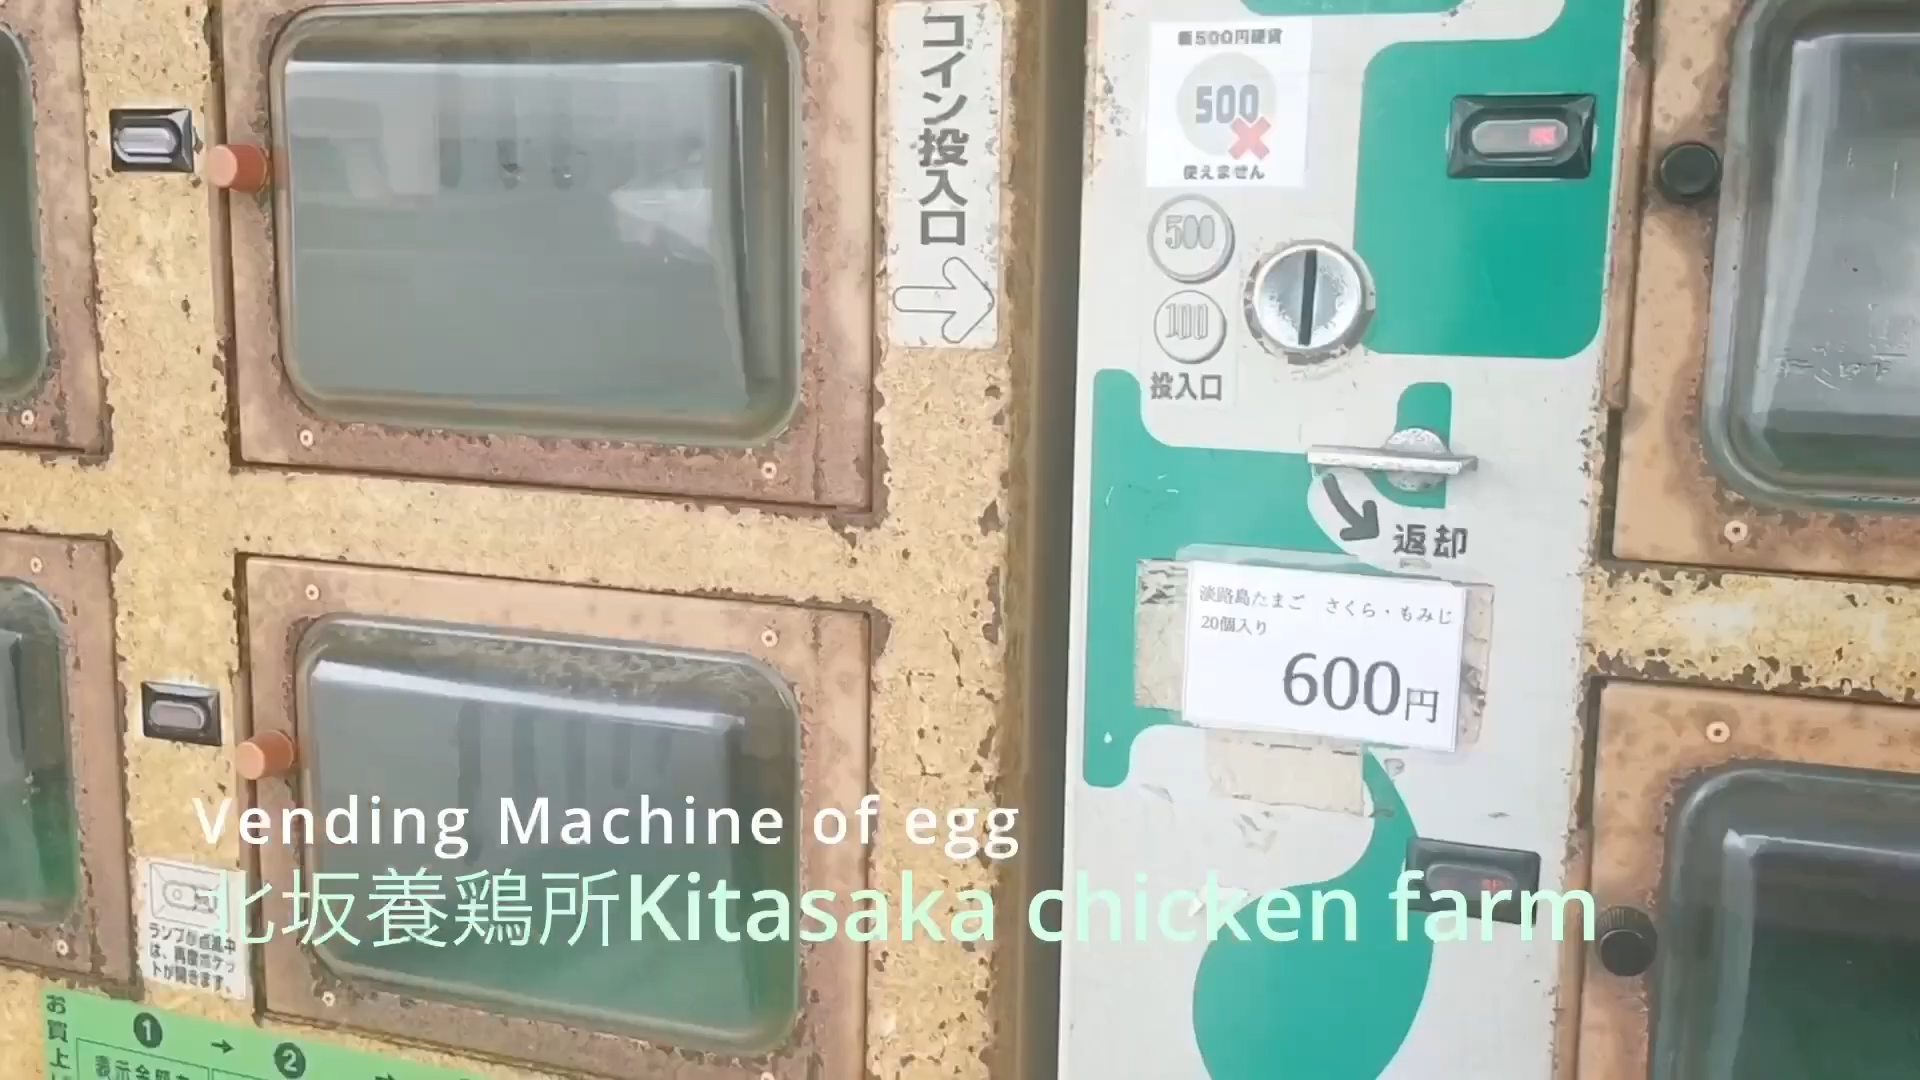 コイン投入口
新500円硬貨
500
使えません
500
100
投入口
返却
淡路島たまご さくら・もみじ
20個入り
600円
Vending Machine of egg
北坂養鶏所Kitasaka chicken farm
ランプが点滅中
は、再度ポケッ
トが開きます。
お買上
1 → 2
表示金額